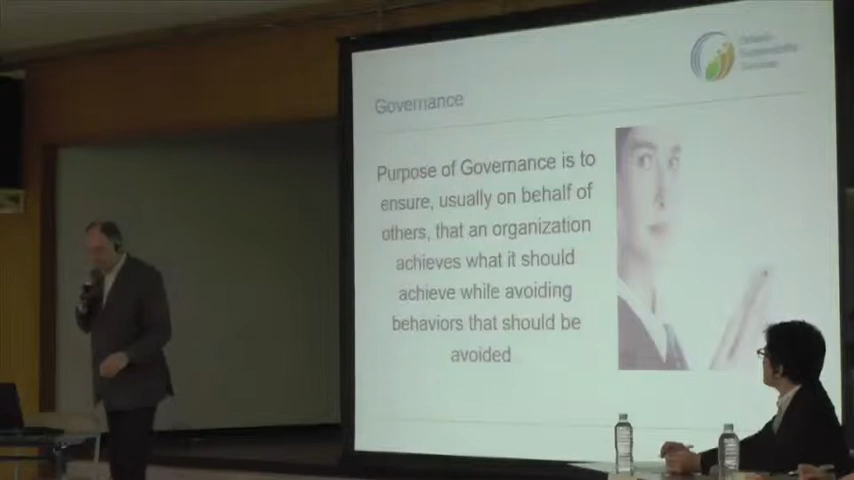 Governance
Purpose of Governance is to
ensure, usually on behalf of
others, that an organization
achieves what it should
achieve while avoiding
behaviors that should be
avoided